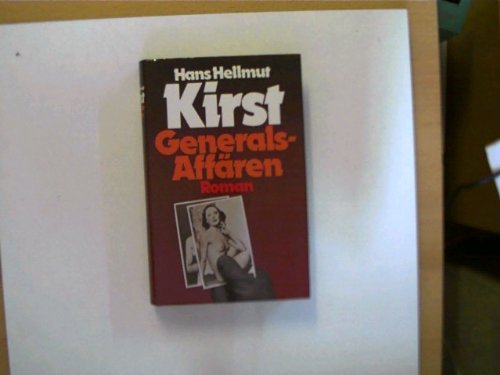 Hans Hellmut
Kirst
Generals-
Affären
Roman